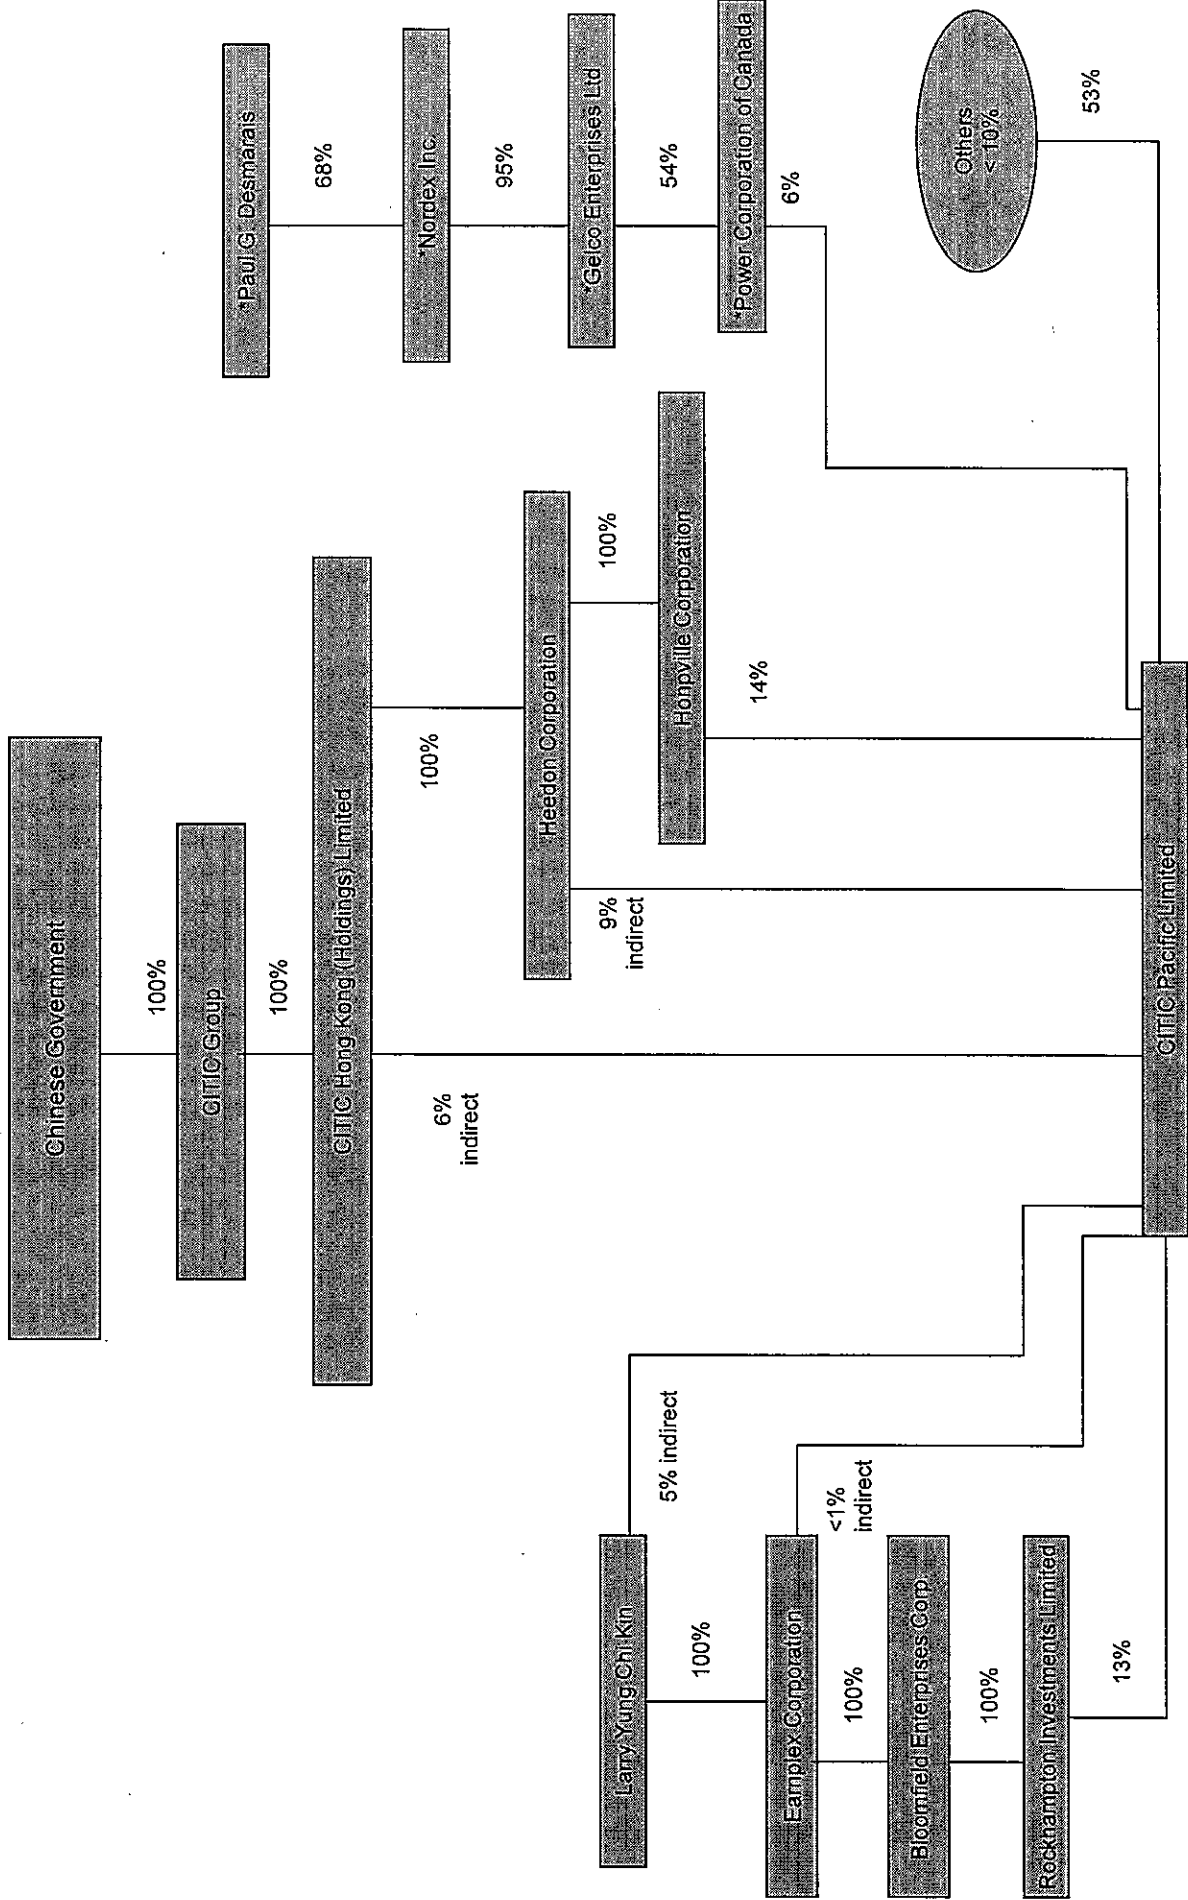 Chinese Government
100%
CITIC Group
100%
CITIC Hong Kong (Holdings) Limited
6%
indirect
100%
Heedon Corporation
9%
indirect
100%
Honpville Corporation
14%
*Paul G. Desmarais
68%
*Nordex Inc.
95%
*Gelco Enterprises Ltd
54%
*Power Corporation of Canada
6%
Others
< 10%
53%
Larry Yung Chi Kin
5% indirect
100%
Earnplex Corporation
<1%
indirect
100%
Bloomfield Enterprises Corp.
100%
Rockhampton Investments Limited
13%
CITIC Pacific Limited